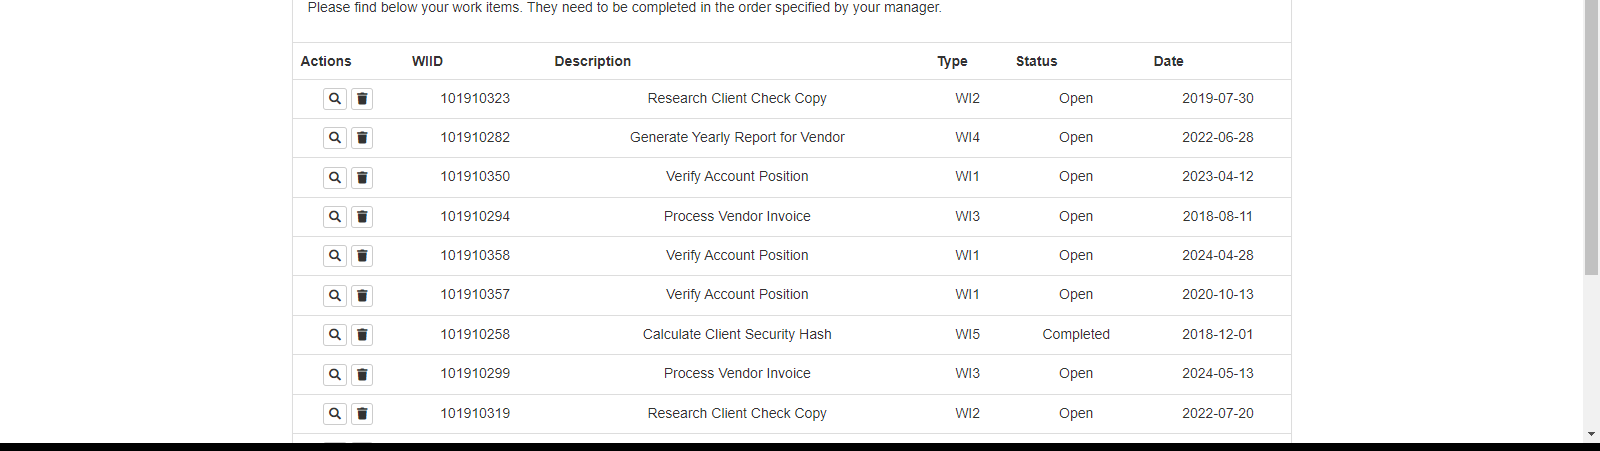 Please find below your work items. They need to be completed in the order specified by your manager.
Actions WIID Description Type Status Date
101910323 Research Client Check Copy WI2 Open 2019-07-30
101910282 Generate Yearly Report for Vendor WI4 Open 2022-06-28
101910350 Verify Account Position WI1 Open 2023-04-12
101910294 Process Vendor Invoice WI3 Open 2018-08-11
101910358 Verify Account Position WI1 Open 2024-04-28
101910357 Verify Account Position WI1 Open 2020-10-13
101910258 Calculate Client Security Hash WI5 Completed 2018-12-01
101910299 Process Vendor Invoice WI3 Open 2024-05-13
101910319 Research Client Check Copy WI2 Open 2022-07-20